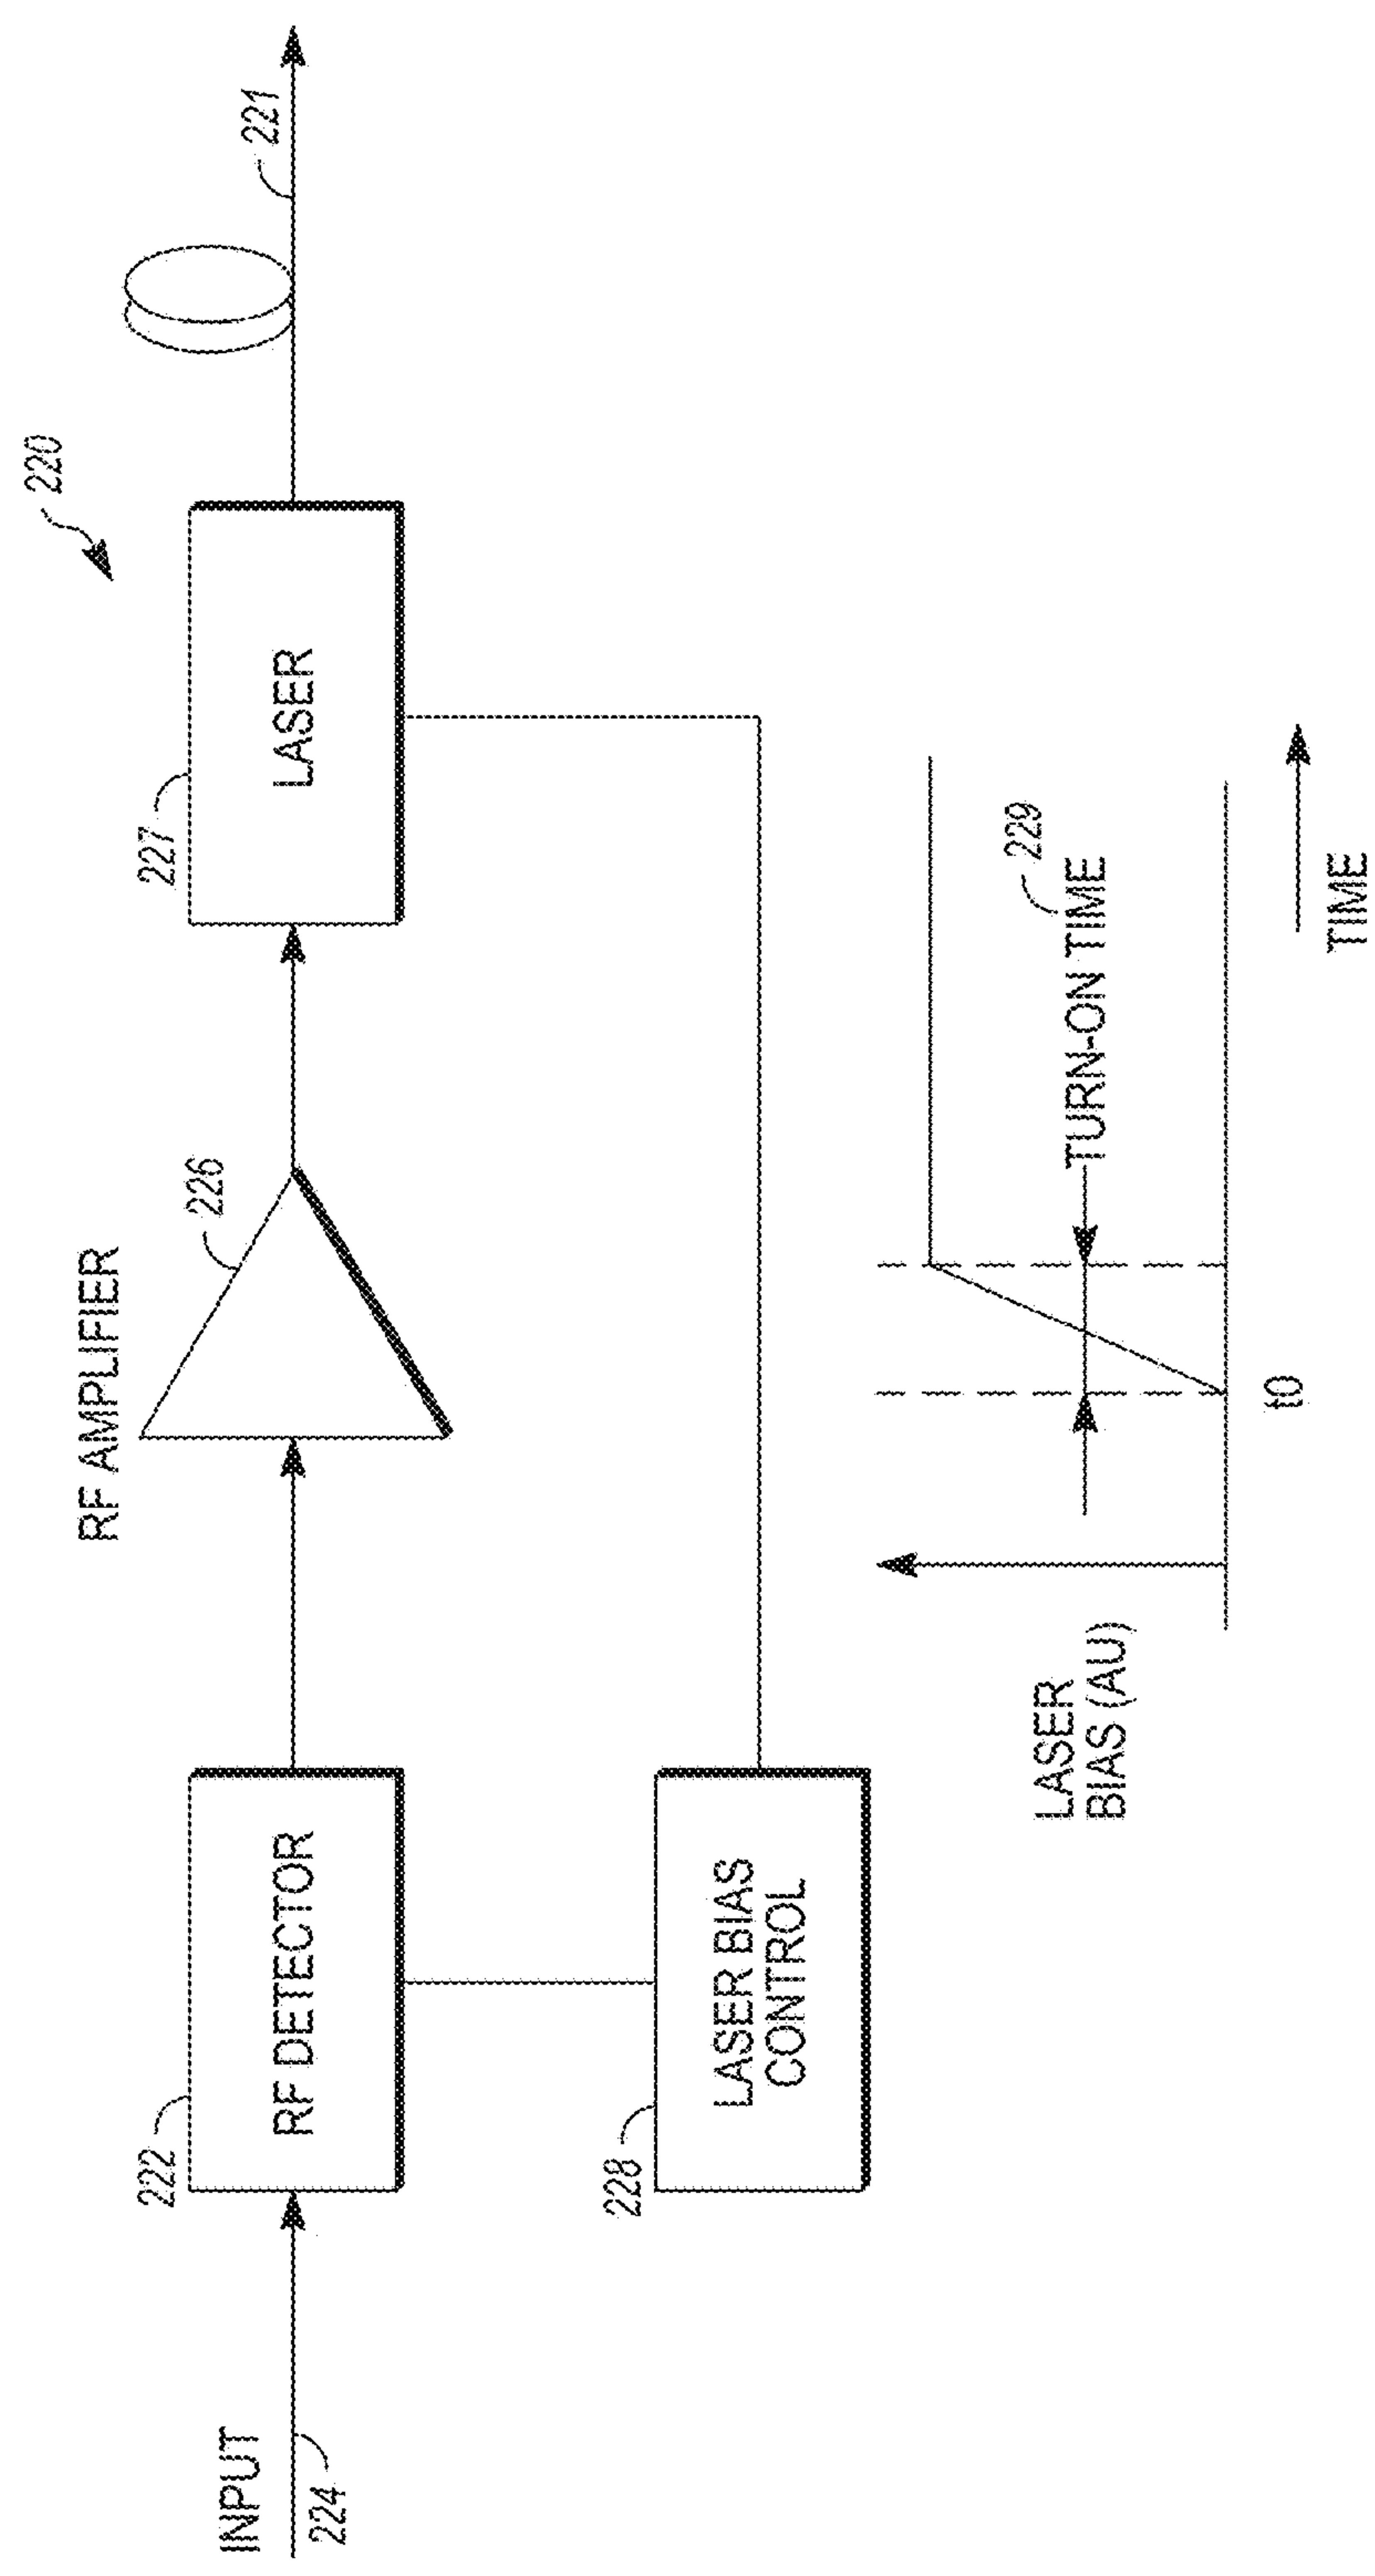 220
RF AMPLIFIER
INPUT
224
222
RF DETECTOR
226
227
LASER
221
228
LASER BIAS
CONTROL
LASER
BIAS (AU)
229
TURN-ON TIME
t0
TIME